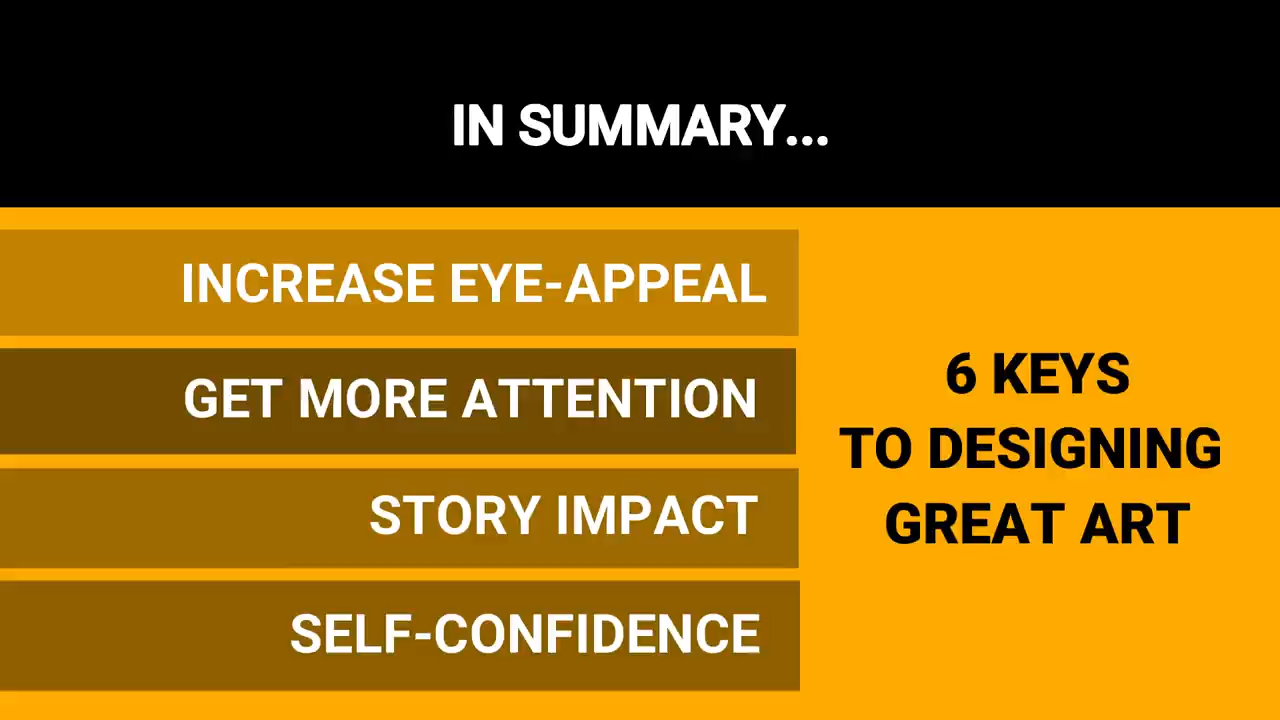 IN SUMMARY...
INCREASE EYE-APPEAL
GET MORE ATTENTION
STORY IMPACT
SELF-CONFIDENCE
6 KEYS
TO DESIGNING
GREAT ART